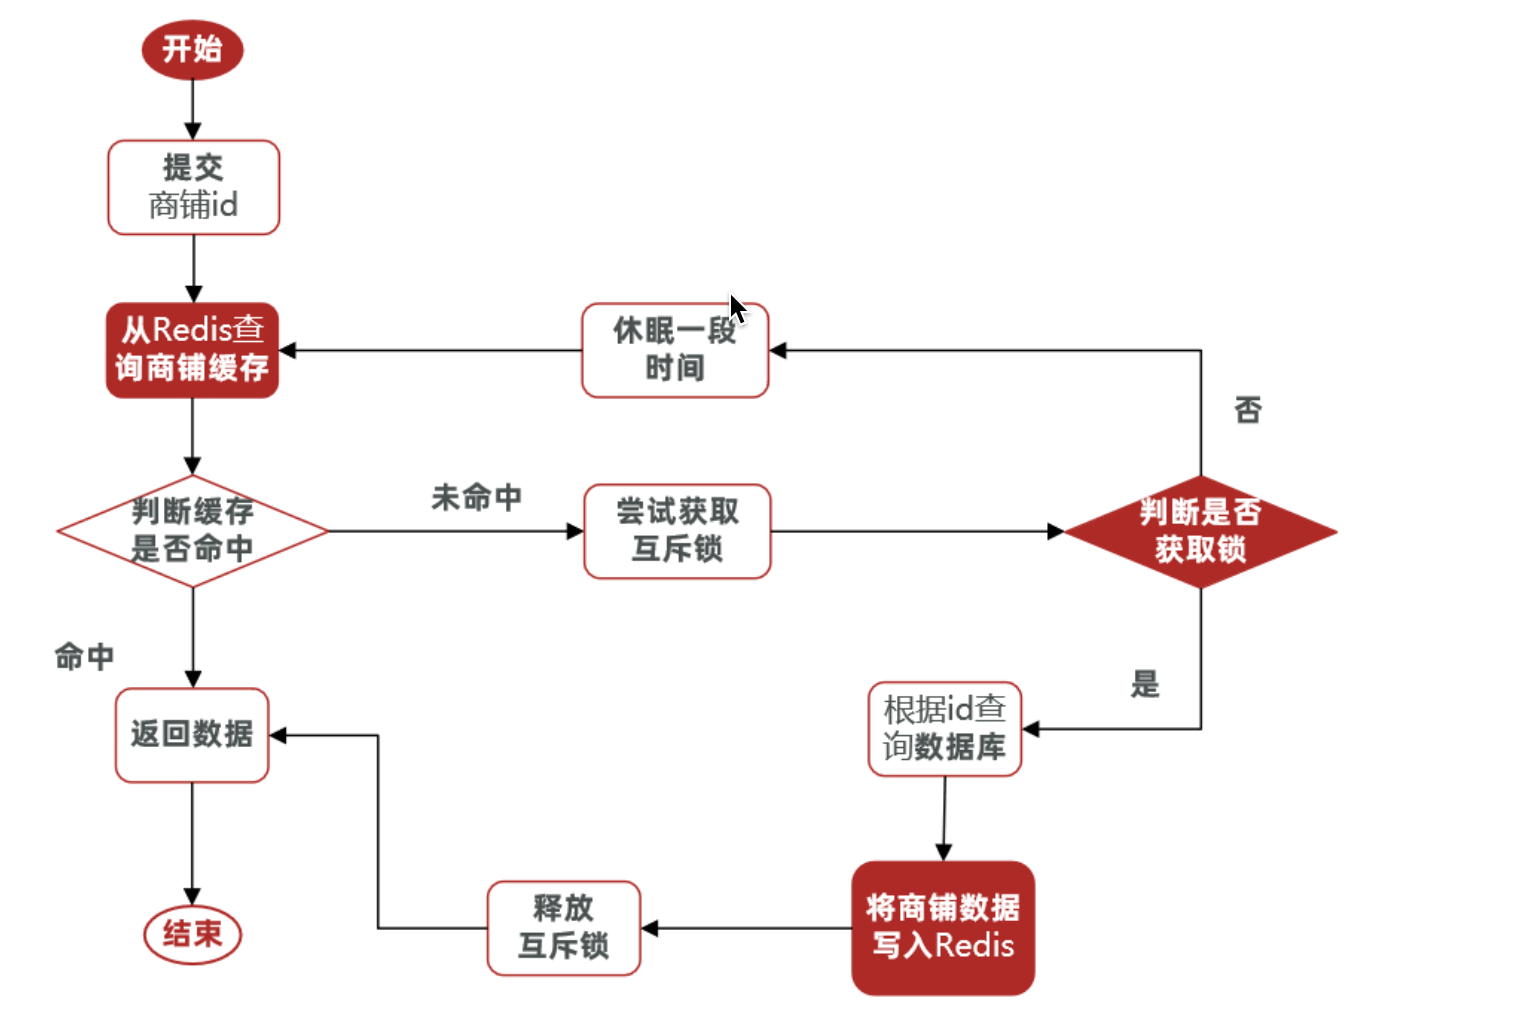 开始
提交
商铺id
从Redis查
询商铺缓存
休眠一段
时间
否
判断缓存
是否命中
未命中
尝试获取
互斥锁
判断是否
获取锁
命中
是
返回数据
根据id查
询数据库
将商铺数据
写入Redis
释放
互斥锁
结束